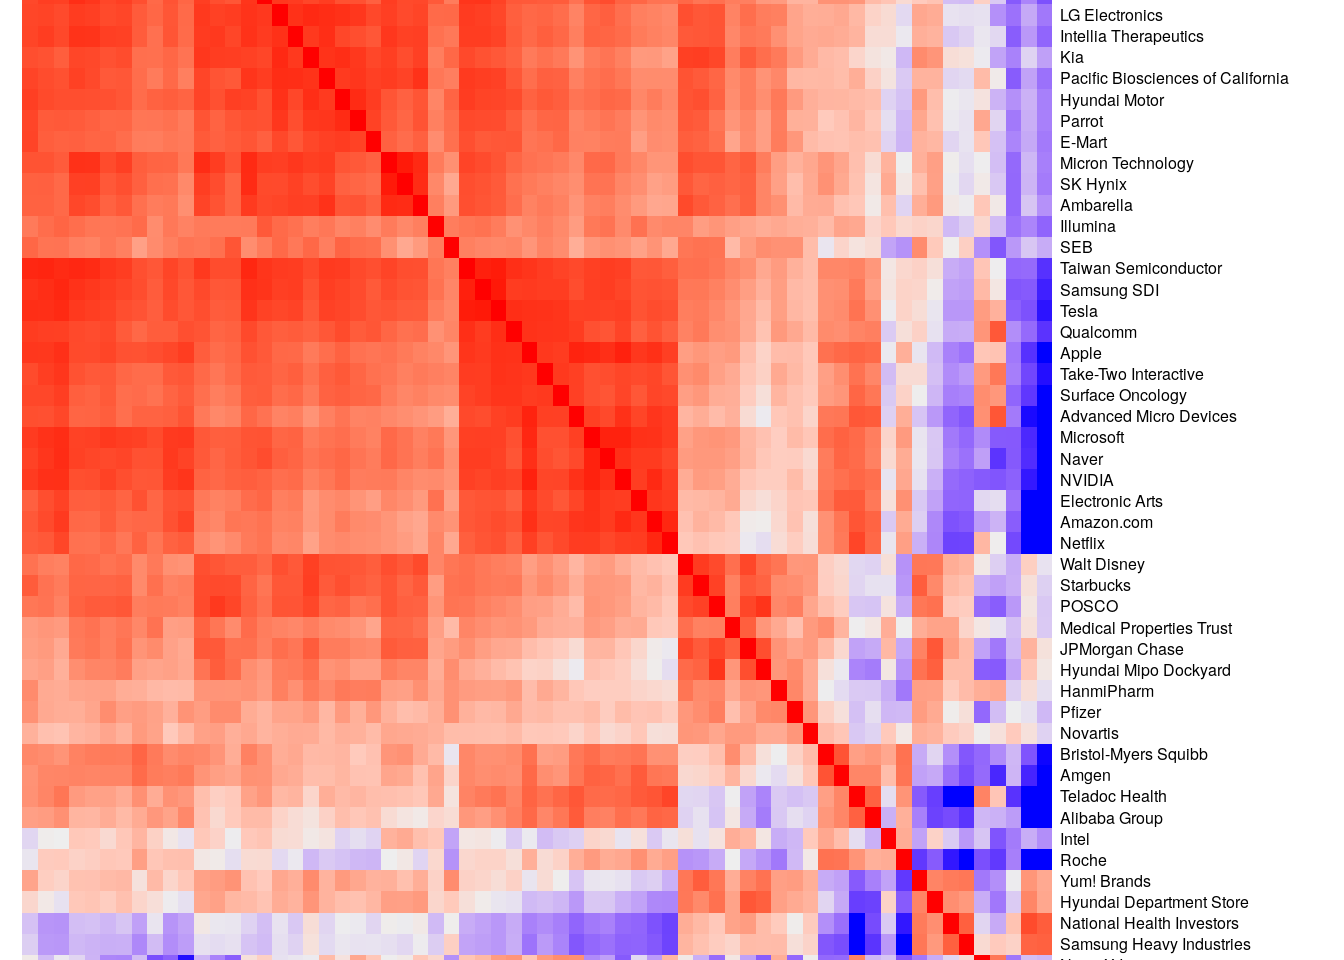 LG Electronics
Intellia Therapeutics
Kia
Pacific Biosciences of California
Hyundai Motor
Parrot
E-Mart
Micron Technology
SK Hynix
Ambarella
Illumina
SEB
Taiwan Semiconductor
Samsung SDI
Tesla
Qualcomm
Apple
Take-Two Interactive
Surface Oncology
Advanced Micro Devices
Microsoft
Naver
NVIDIA
Electronic Arts
Amazon.com
Netflix
Walt Disney
Starbucks
POSCO
Medical Properties Trust
JPMorgan Chase
Hyundai Mipo Dockyard
HanmiPharm
Pfizer
Novartis
Bristol-Myers Squibb
Amgen
Teladoc Health
Alibaba Group
Intel
Roche
Yum! Brands
Hyundai Department Store
National Health Investors
Samsung Heavy Industries